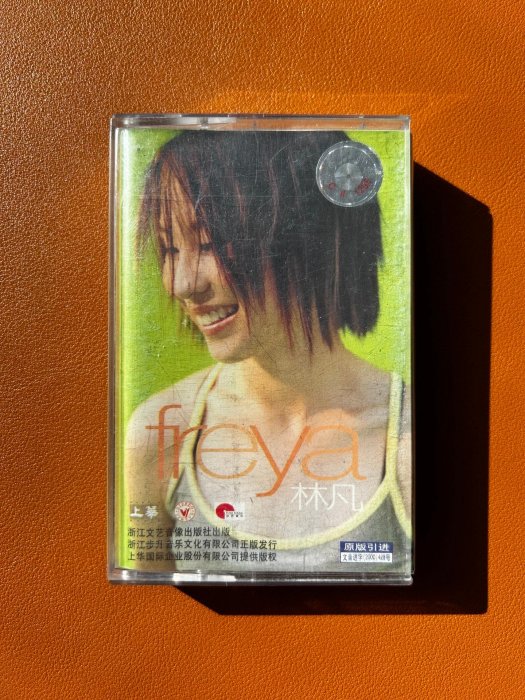 freya
林凡
上華
浙江文艺音像出版社出版
浙江步升音乐文化有限公司正版发行
上华国际企业股份有限公司提供版权
原版引进